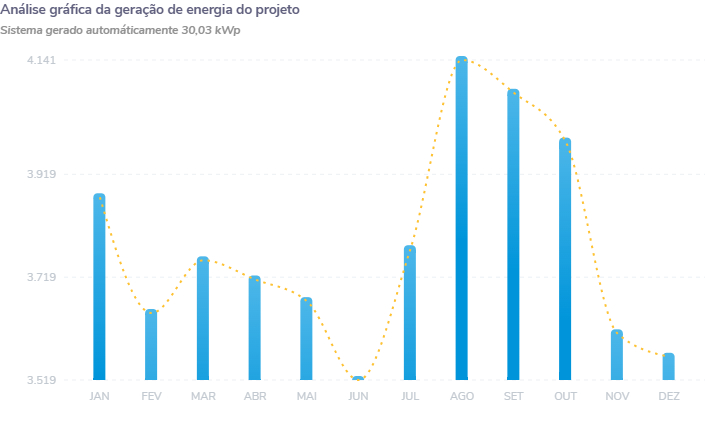 Análise gráfica da geração de energia do projeto
Sistema gerado automáticamente 30,03 kWp
4.141
3.919
3.719
3.519
JAN FEV MAR ABR MAI JUN JUL AGO SET OUT NOV DEZ